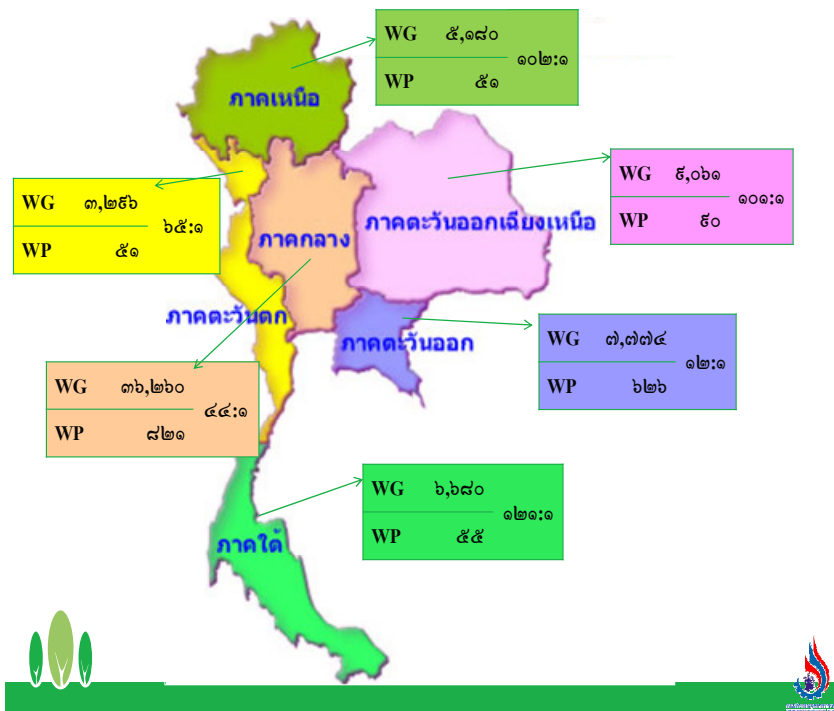 WG ๕,๑๘๐
๑๐๒:๑
WP ๕๑
ภาคเหนือ
WG ๙,๐๖๑
๑๐๑:๑
WP ๙๐
WG ๓,๒๙๖
๖๕:๑
WP ๕๑
ภาคตะวันออกเฉียงเหนือ
ภาคกลาง
ภาคตะวันตก
ภาคตะวันออก
WG ๗,๗๗๔
๑๒:๑
WP ๖๒๖
WG ๓๖,๒๖๐
๔๔:๑
WP ๘๒๑
WG ๖,๖๘๐
๑๒๑:๑
WP ๕๕
ภาคใต้